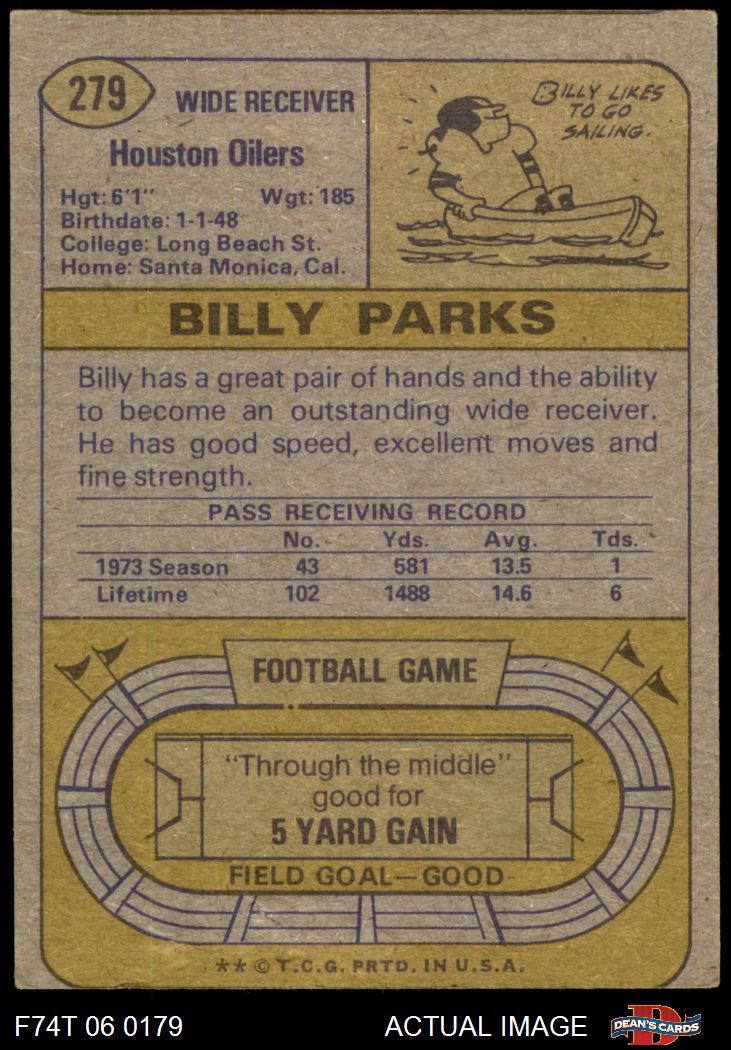 279
WIDE RECEIVER
Houston Oilers
Hgt: 6'1" Wgt: 185
Birthdate: 1-1-48
College: Long Beach St.
Home: Santa Monica, Cal.
BILLY LIKES
TO GO
SAILING.
BILLY PARKS
Billy has a great pair of hands and the ability
to become an outstanding wide receiver.
He has good speed, excellent moves and
fine strength.
PASS RECEIVING RECORD
No. Yds. Avg. Tds.
1973 Season 43 581 13.5 1
Lifetime 102 1488 14.6 6
FOOTBALL GAME
"Through the middle"
good for
5 YARD GAIN
FIELD GOAL—GOOD
** © T.C.G. PRTD. IN U.S.A.
F74T 06 0179 ACTUAL IMAGE
D
DEAN'S CARDS